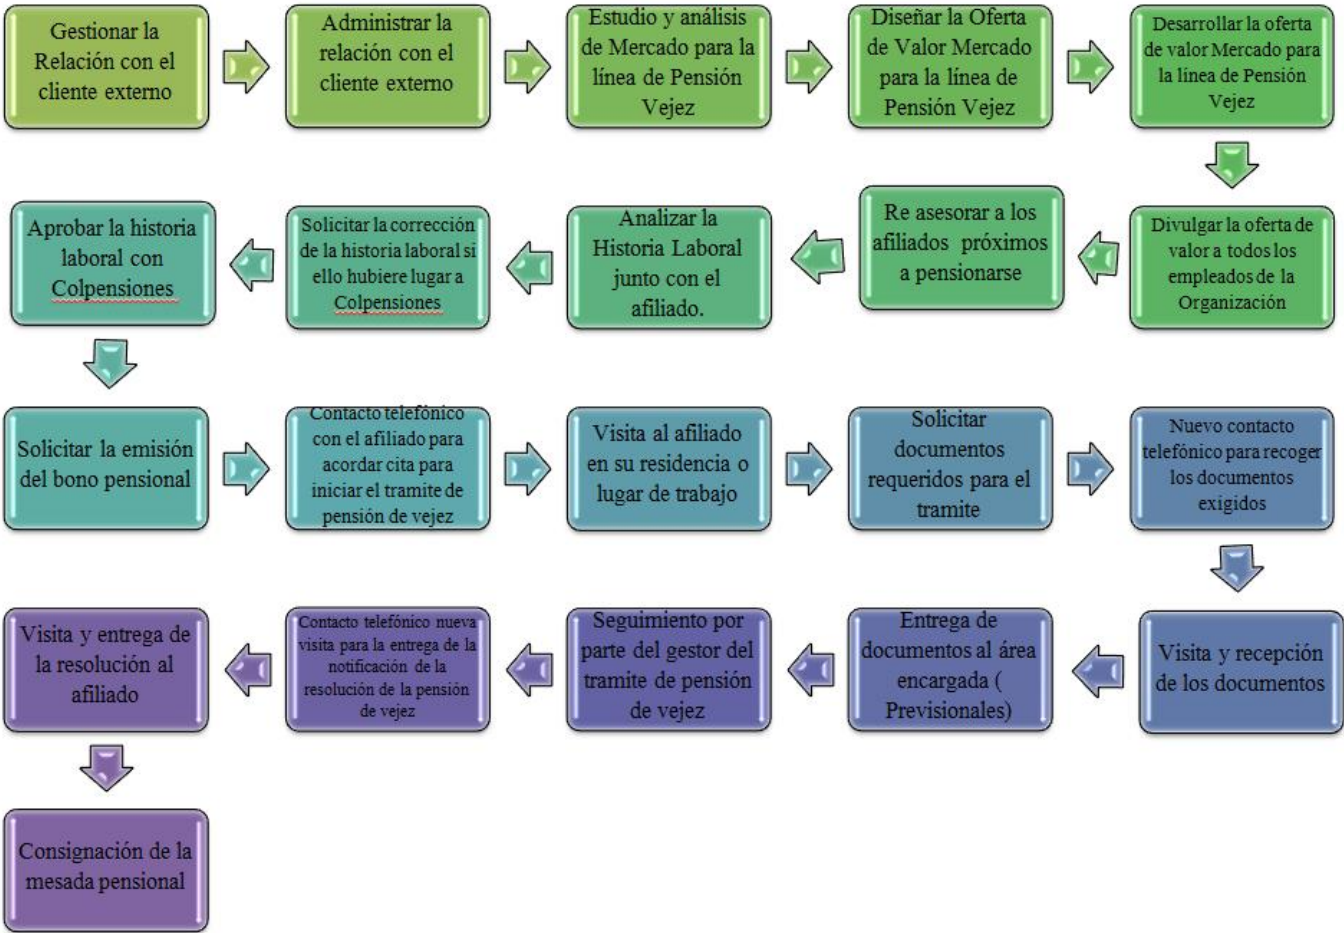 Gestionar la
Relación con el
cliente externo
Administrar la
relación con el
cliente externo
Estudio y análisis
de Mercado para la
línea de Pensión
Vejez
Diseñar la Oferta
de Valor Mercado
para la línea de
Pensión Vejez
Desarrollar la oferta
de valor Mercado para
la línea de Pensión
Vejez
Divulgar la oferta de
valor a todos los
empleados de la
Organización
Re asesorar a los
afiliados próximos
a pensionarse
Analizar la
Historia Laboral
junto con el
afiliado.
Solicitar la corrección
de la historia laboral si
ello hubiere lugar a
Colpensiones
Aprobar la historia
laboral con
Colpensiones
Solicitar la emisión
del bono pensional
Contacto telefónico
con el afiliado para
acordar cita para
iniciar el tramite de
pensión de vejez
Visita al afiliado
en su residencia o
lugar de trabajo
Solicitar
documentos
requeridos para el
tramite
Nuevo contacto
telefónico para recoger
los documentos
exigidos
Visita y recepción
de los documentos
Entrega de
documentos al área
encargada (
Previsionales)
Seguimiento por
parte del gestor del
tramite de pensión
de vejez
Contacto telefónico nueva
visita para la entrega de la
notificación de la
resolución de la pensión
de vejez
Visita y entrega de
la resolución al
afiliado
Consignación de la
mesada pensional